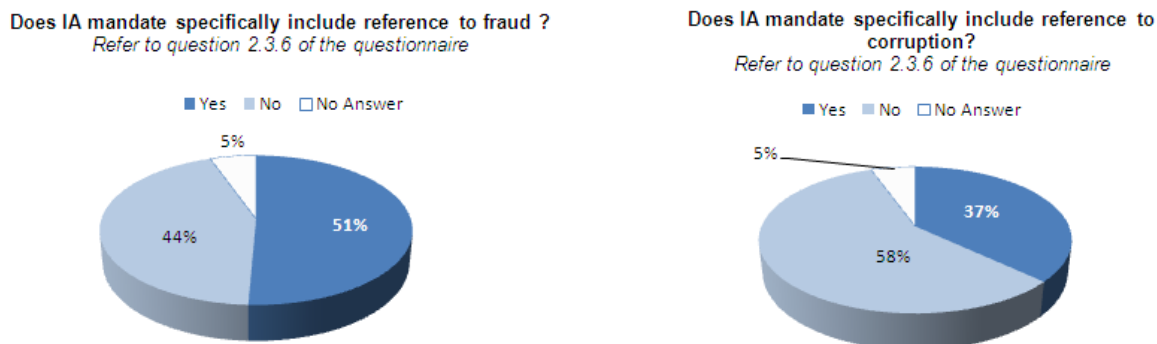 Does IA mandate specifically include reference to fraud ?
Refer to question 2.3.6 of the questionnaire
Yes No No Answer
5%
51%
44%
Does IA mandate specifically include reference to
corruption?
Refer to question 2.3.6 of the questionnaire
Yes No No Answer
5%
37%
58%